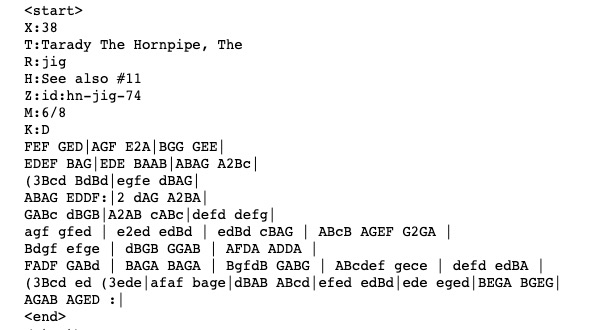 <start>
X:38
T:Tarady The Hornpipe, The
R:jig
H:See also #11
Z:id:hn-jig-74
M:6/8
K:D
FEF GED|AGF E2A|BGG GEE|
EDEF BAG|EDE BAAB|ABAG A2Bc|
(3Bcd BdBd|egfe dBAG|
ABAG EDDF:|2 dAG A2BA|
GABc dBGB|A2AB cABc|defd defg|
agf gfed | e2ed edBd | edBd cBAG | ABcB AGEF G2GA |
Bdgf efge | dBGB GGAB | AFDA ADDA |
FADF GABd | BAGA BAGA | BgfdB GABG | ABcdef gece | defd edBA |
(3Bcd ed (3ede|afaf bage|dBAB ABcd|efed edBd|ede eged|BEGA BGEG|
AGAB AGED :|
<end>